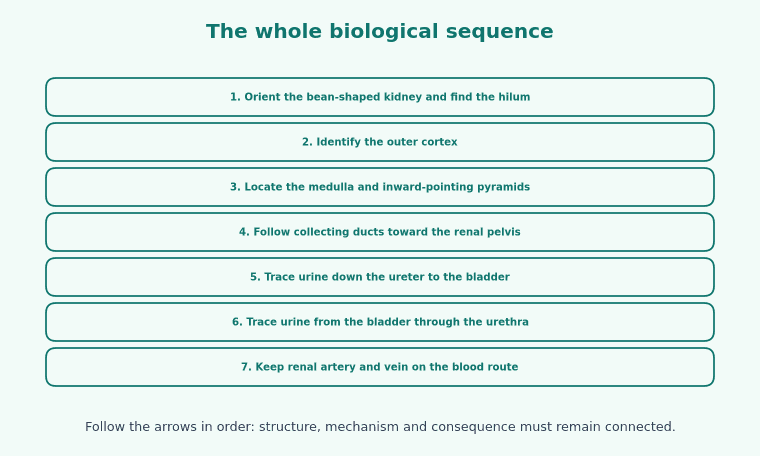 The whole biological sequence
1. Orient the bean-shaped kidney and find the hilum
2. Identify the outer cortex
3. Locate the medulla and inward-pointing pyramids
4. Follow collecting ducts toward the renal pelvis
5. Trace urine down the ureter to the bladder
6. Trace urine from the bladder through the urethra
7. Keep renal artery and vein on the blood route
Follow the arrows in order: structure, mechanism and consequence must remain connected.